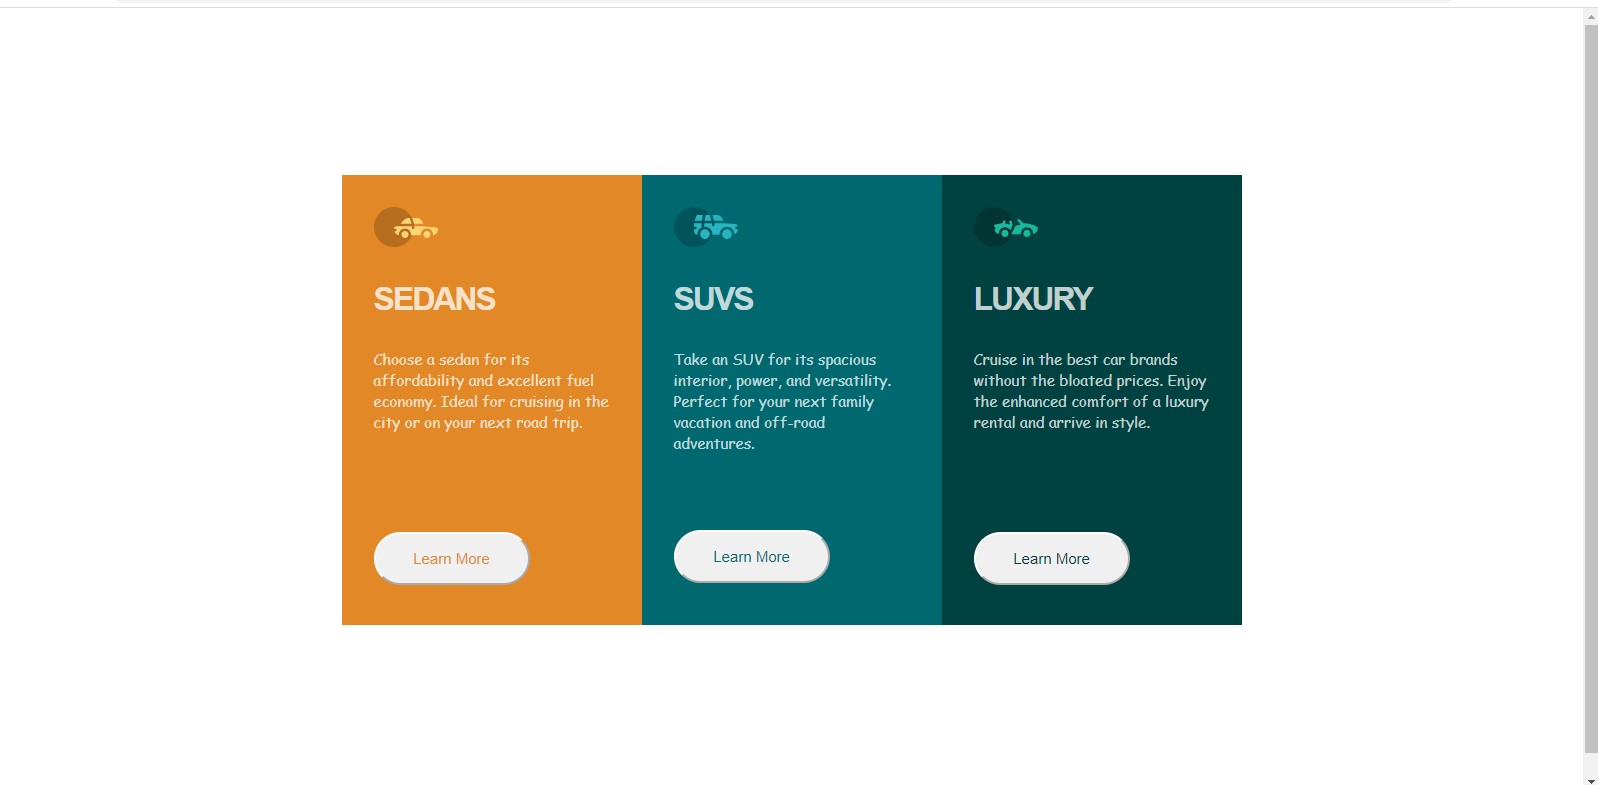 SEDANS
Choose a sedan for its
affordability and excellent fuel
economy. Ideal for cruising in the
city or on your next road trip.
Learn More
SUVS
Take an SUV for its spacious
interior, power, and versatility.
Perfect for your next family
vacation and off-road
adventures.
Learn More
LUXURY
Cruise in the best car brands
without the bloated prices. Enjoy
the enhanced comfort of a luxury
rental and arrive in style.
Learn More